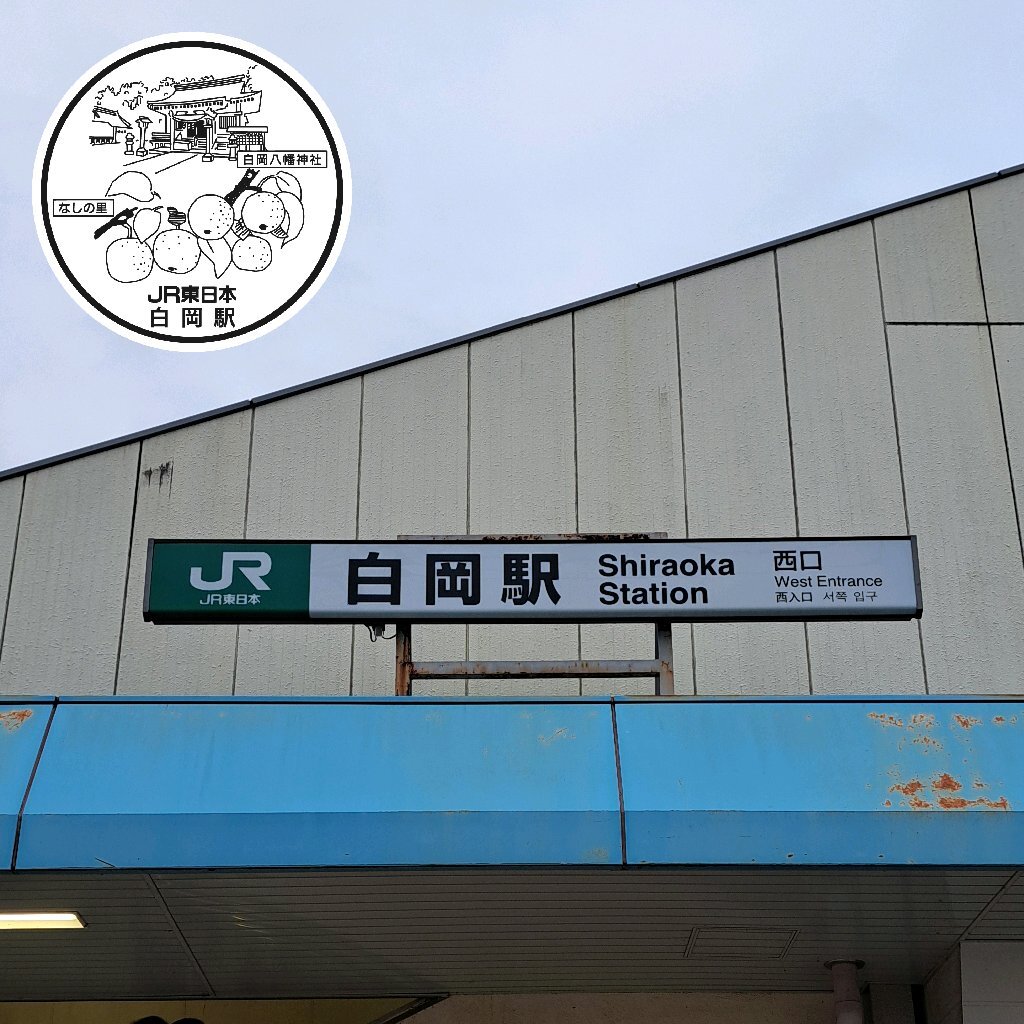 白岡八幡神社
なしの里
JR東日本
白岡駅
JR
JR東日本
白岡駅
Shiraoka
Station
西口
West Entrance
西入口 서쪽 입구